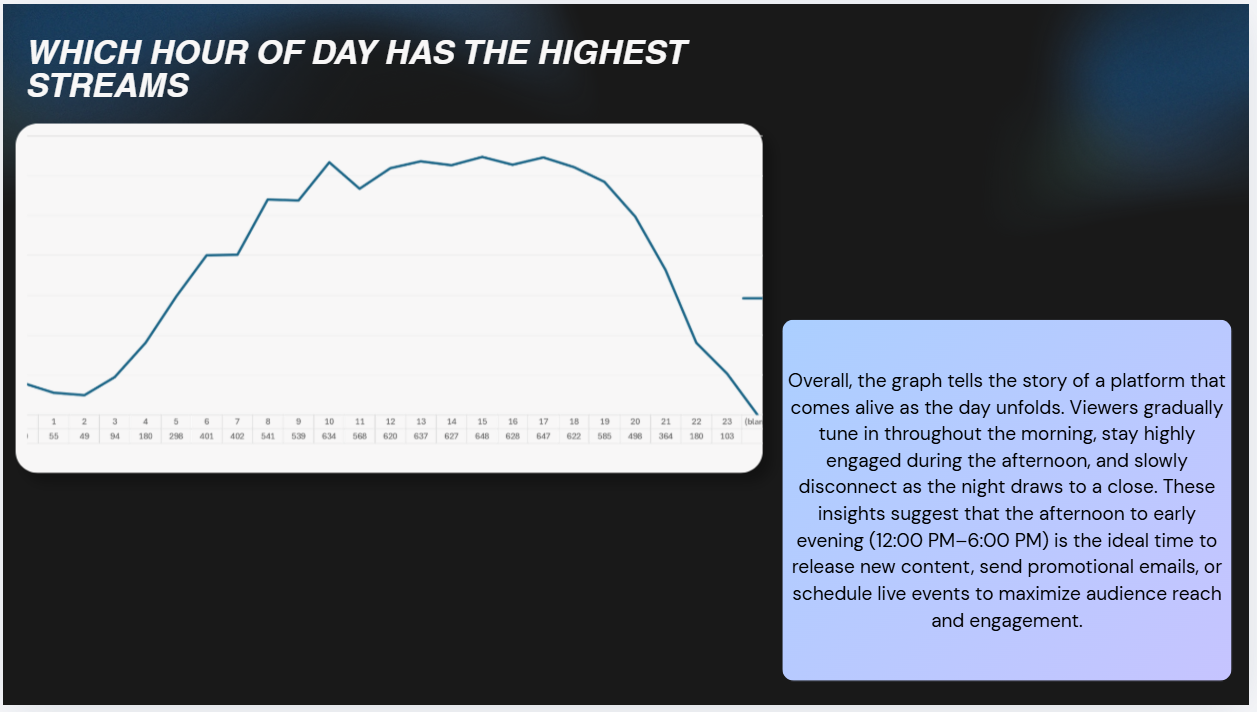 WHICH HOUR OF DAY HAS THE HIGHEST
STREAMS
1 2 3 4 5 6 7 8 9 10 11 12 13 14 15 16 17 18 19 20 21 22 23 (blan
55 49 94 180 298 401 402 541 539 634 568 620 637 627 648 628 647 622 585 498 364 180 103
Overall, the graph tells the story of a platform that
comes alive as the day unfolds. Viewers gradually
tune in throughout the morning, stay highly
engaged during the afternoon, and slowly
disconnect as the night draws to a close. These
insights suggest that the afternoon to early
evening (12:00 PM–6:00 PM) is the ideal time to
release new content, send promotional emails, or
schedule live events to maximize audience reach
and engagement.